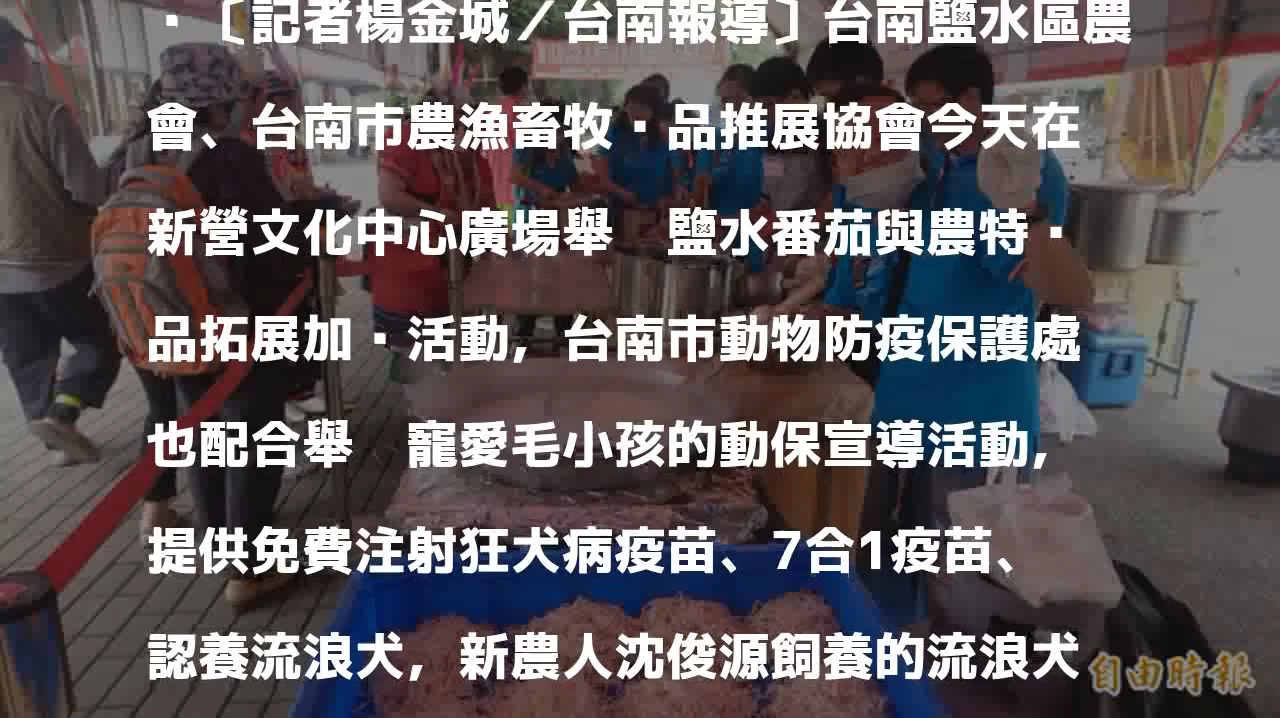 ·〔記者楊金城／台南報導〕台南鹽水區農
會、台南市農漁畜牧·品推展協會今天在
新營文化中心廣場舉　鹽水番茄與農特·
品拓展加·活動，台南市動物防疫保護處
也配合舉　寵愛毛小孩的動保宣導活動，
提供免費注射狂犬病疫苗、7合1疫苗、
認養流浪犬，新農人沈俊源飼養的流浪犬
自由時報